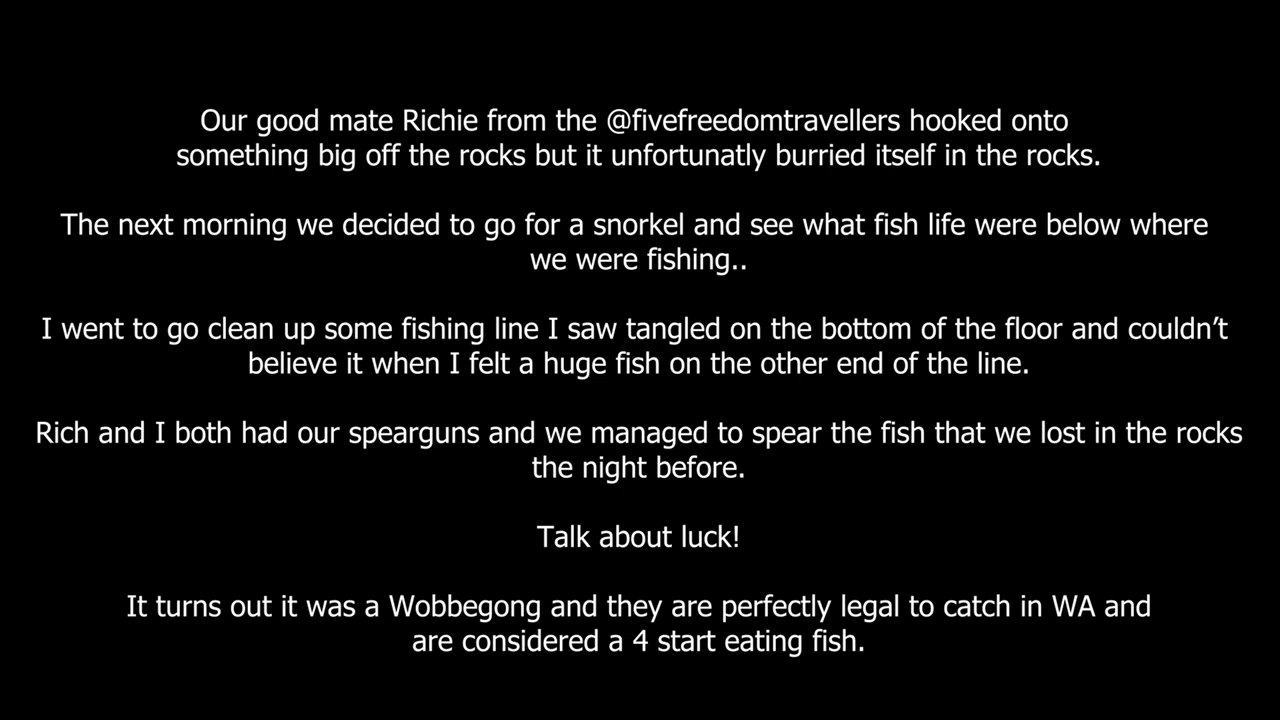 Our good mate Richie from the @fivefreedomtravellers hooked onto
something big off the rocks but it unfortunatly burried itself in the rocks.
The next morning we decided to go for a snorkel and see what fish life were below where
we were fishing..
I went to go clean up some fishing line I saw tangled on the bottom of the floor and couldn’t
believe it when I felt a huge fish on the other end of the line.
Rich and I both had our spearguns and we managed to spear the fish that we lost in the rocks
the night before.
Talk about luck!
It turns out it was a Wobbegong and they are perfectly legal to catch in WA and
are considered a 4 start eating fish.